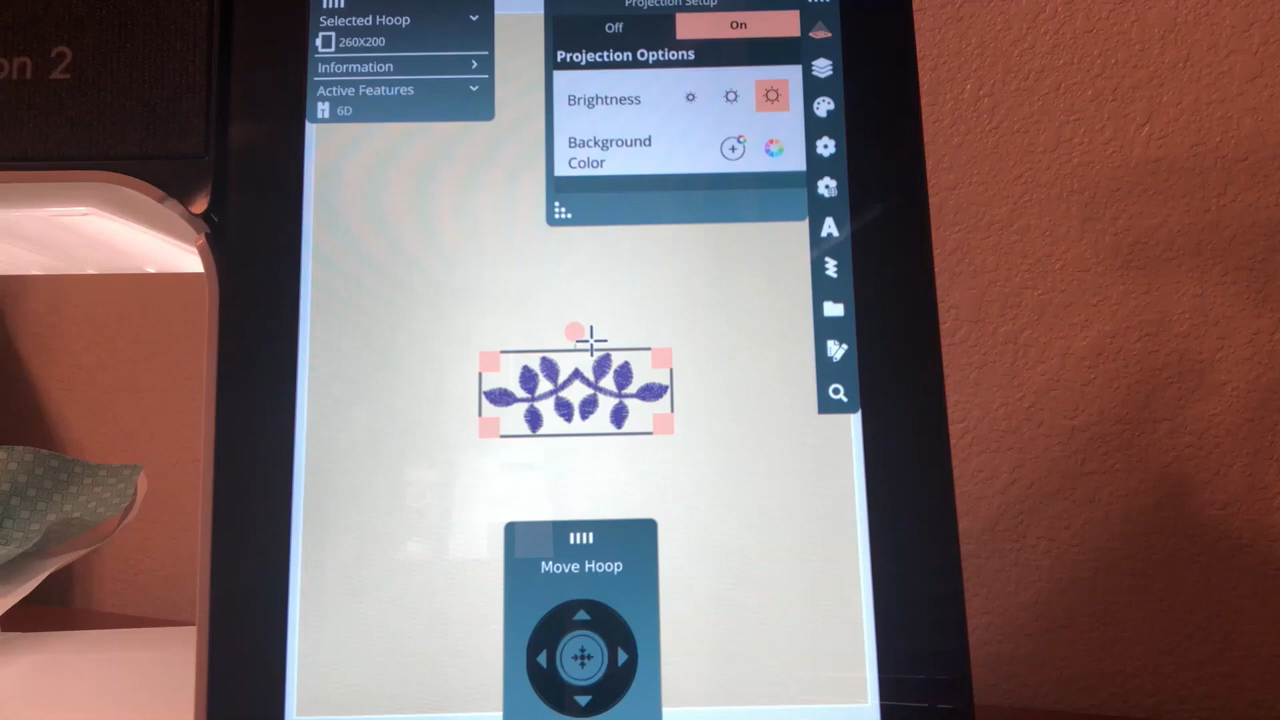 on 2
Selected Hoop
260X200
Information
Active Features
6D
Projection Setup
Off On
Projection Options
Brightness
Background
Color
A
Move Hoop